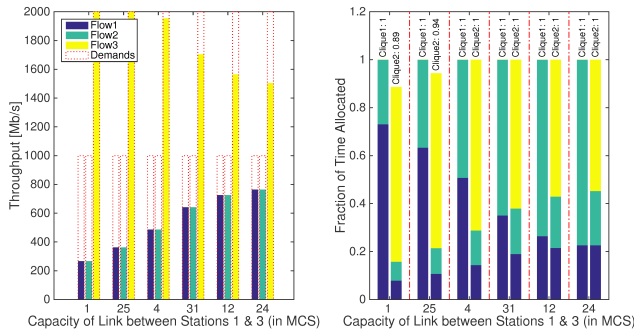 2000
1800
1600
1400
1200
1000
800
600
400
200
0
Throughput [Mb/s]
Flow1
Flow2
Flow3
Demands
1 25 4 31 12 24
Capacity of Link between Stations 1 & 3 (in MCS)
1.2
1
0.8
0.6
0.4
0.2
0
Fraction of Time Allocated
Clique1: 1
Clique2: 0.89
Clique1: 1
Clique2: 0.94
Clique1: 1
Clique2: 1
Clique1: 1
Clique2: 1
Clique1: 1
Clique2: 1
Clique1: 1
Clique2: 1
1 25 4 31 12 24
Capacity of Link between Stations 1 & 3 (in MCS)